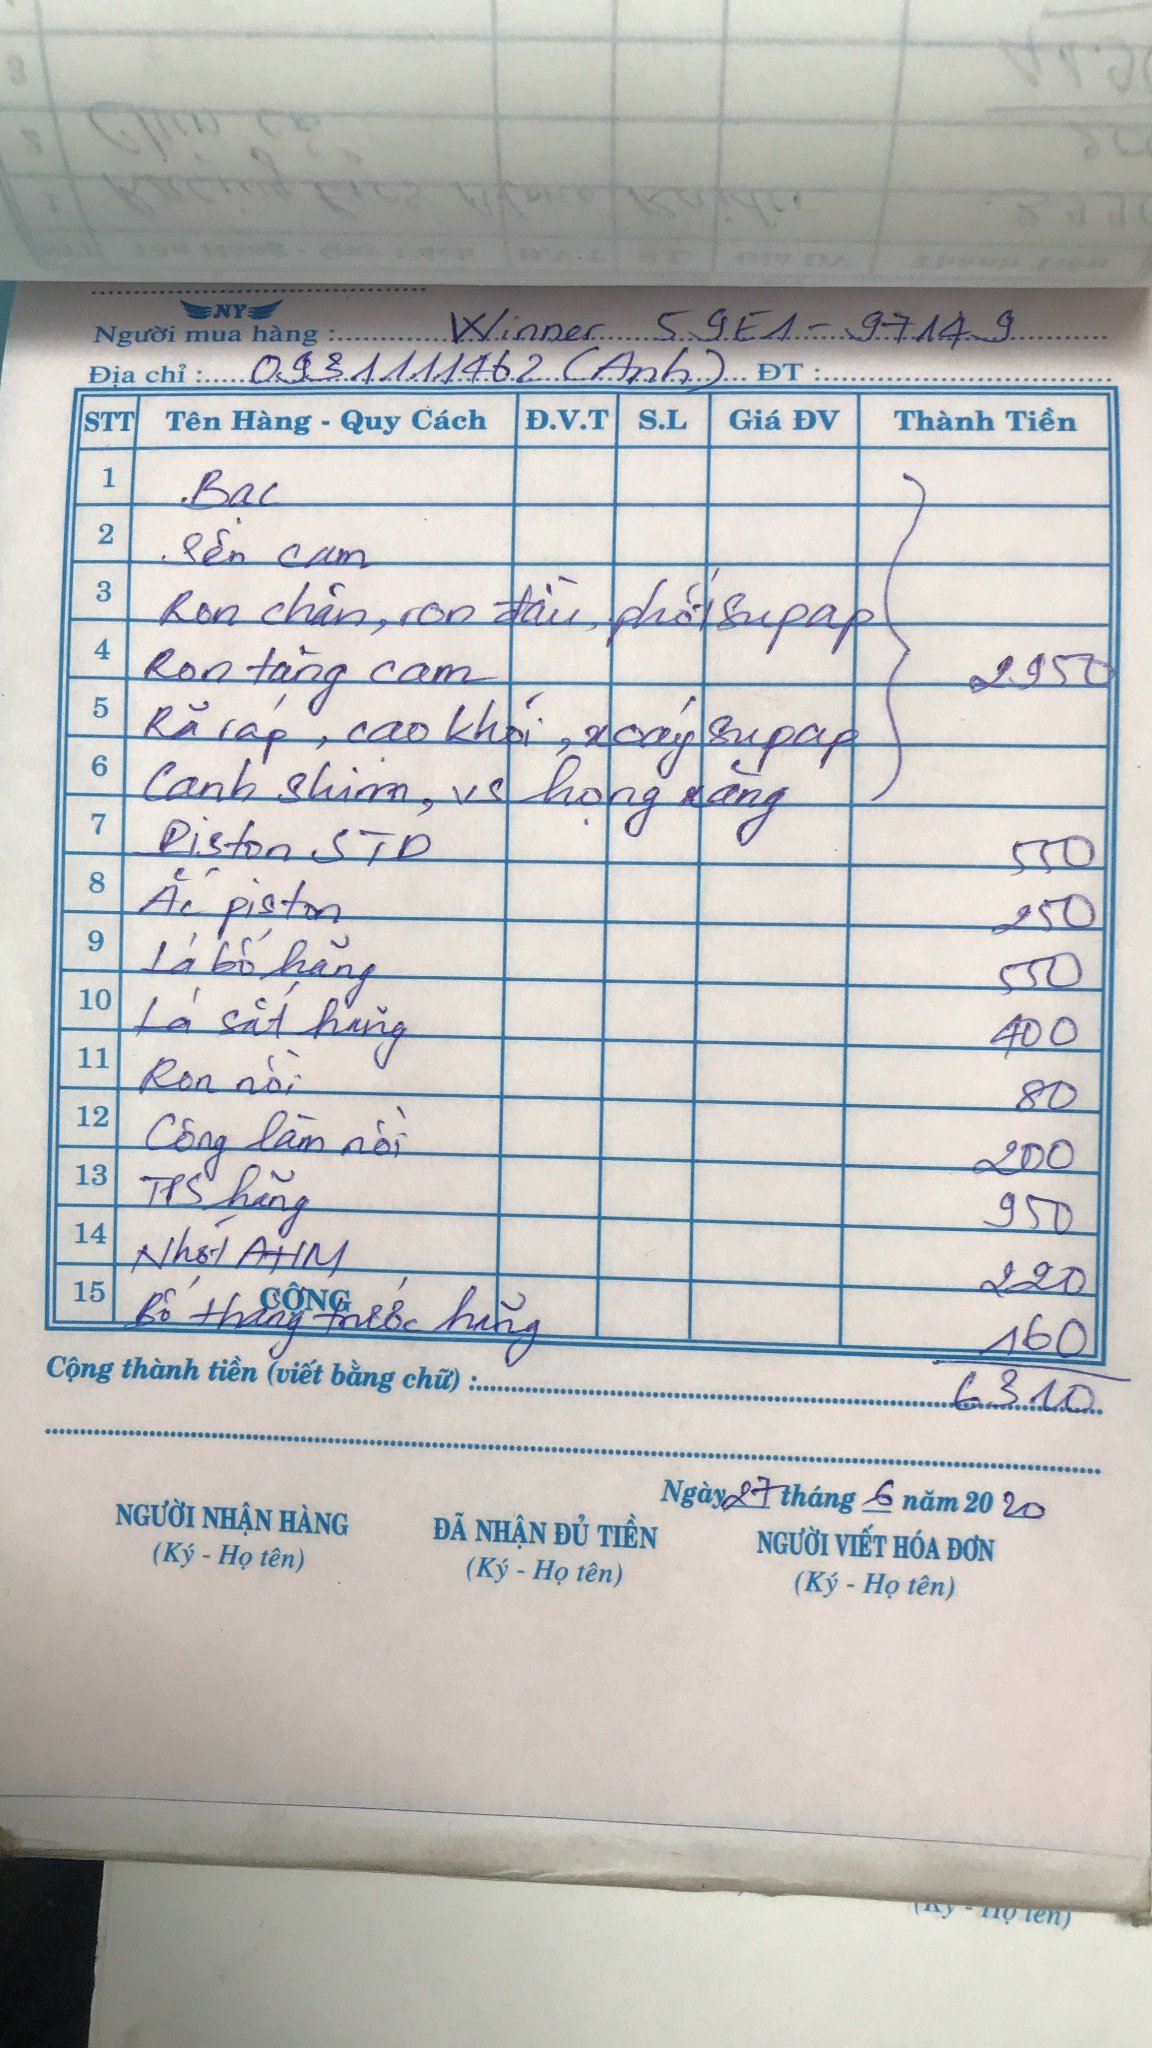 NY
Người mua hàng : Winner 59E1-97149
Địa chỉ : 0931111462 (Anh) ĐT :
STT Tên Hàng - Quy Cách Đ.V.T S.L Giá ĐV Thành Tiền
1 Bạc
2 Sên cam
3 Ron chân, ron đầu, phốt supap
4 Ron tăng cam 2950
5 Rã ráp, cao khối, xoáy supap
6 Canh shim, vs họng xăng
7 Piston STD 550
8 Ắc piston 250
9 Lá bố hãng 550
10 Lá sắt hãng 400
11 Ron nồi 80
12 Công làm nồi 200
13 TPS hãng 950
14 Nhớt AHM 220
15 Bố thắng trước hãng 160
CỘNG
Cộng thành tiền (viết bằng chữ) : 6310
Ngày 27 tháng 6 năm 2020
NGƯỜI NHẬN HÀNG ĐÃ NHẬN ĐỦ TIỀN NGƯỜI VIẾT HÓA ĐƠN
(Ký - Họ tên) (Ký - Họ tên) (Ký - Họ tên)
(Ký - Họ tên)